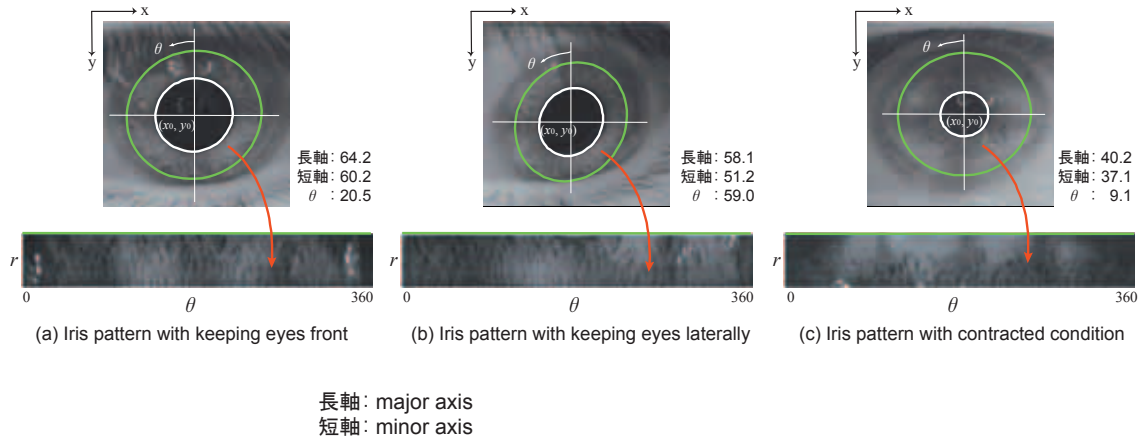 x
y
θ
(x₀, y₀)
長軸: 64.2
短軸: 60.2
θ : 20.5
r
0
θ
360
(a) Iris pattern with keeping eyes front
x
y
θ
(x₀, y₀)
長軸: 58.1
短軸: 51.2
θ : 59.0
r
0
θ
360
(b) Iris pattern with keeping eyes laterally
x
y
θ
(x₀, y₀)
長軸: 40.2
短軸: 37.1
θ : 9.1
r
0
θ
360
(c) Iris pattern with contracted condition
長軸: major axis
短軸: minor axis